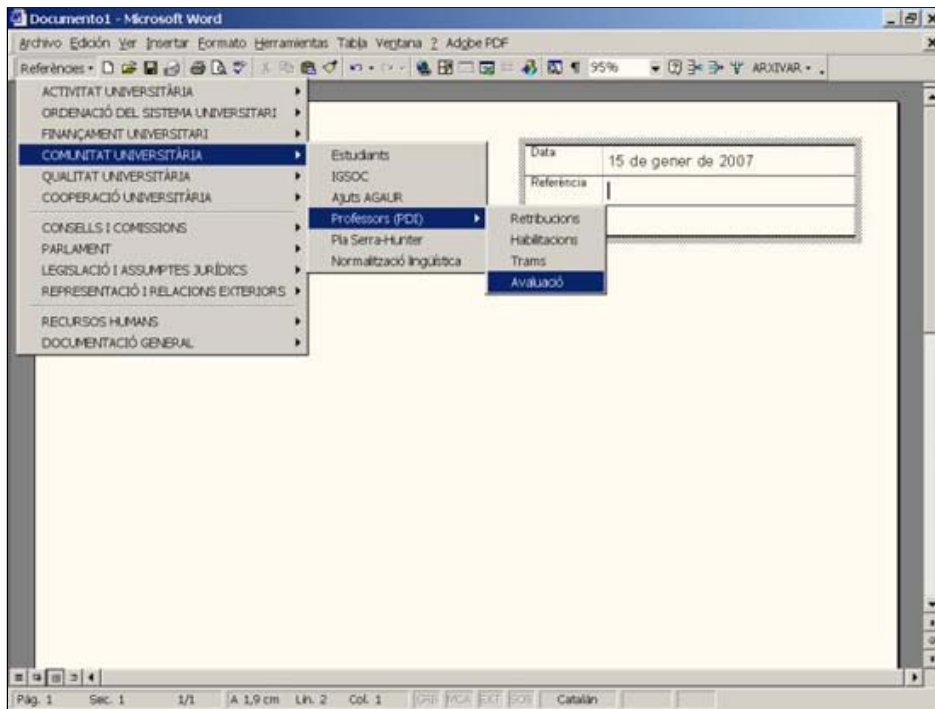 Documento1 - Microsoft Word
Archivo Edición Ver Insertar Formato Herramientas Tabla Ventana ? Adobe PDF
Referències 95% ARXIVAR
ACTIVITAT UNIVERSITÀRIA
ORDENACIÓ DEL SISTEMA UNIVERSITARI
FINANÇAMENT UNIVERSITARI
COMUNITAT UNIVERSITÀRIA
QUALITAT UNIVERSITÀRIA
COOPERACIÓ UNIVERSITÀRIA
CONSELLS I COMISSIONS
PARLAMENT
LEGISLACIÓ I ASSUMPTES JURÍDICS
REPRESENTACIÓ I RELACIONS EXTERIORS
RECURSOS HUMANS
DOCUMENTACIÓ GENERAL
Estudiants
IGSOC
Ajuts AGAUR
Professors (PDI)
Pla Serra-Hunter
Normalització lingüística
Retribucions
Habilitacions
Trams
Avaluació
Data 15 de gener de 2007
Referència
Pág. 1 Sec. 1 1/1 A 1,9 cm Lín. 2 Col. 1 GRB MCA EXT SOB Catalán